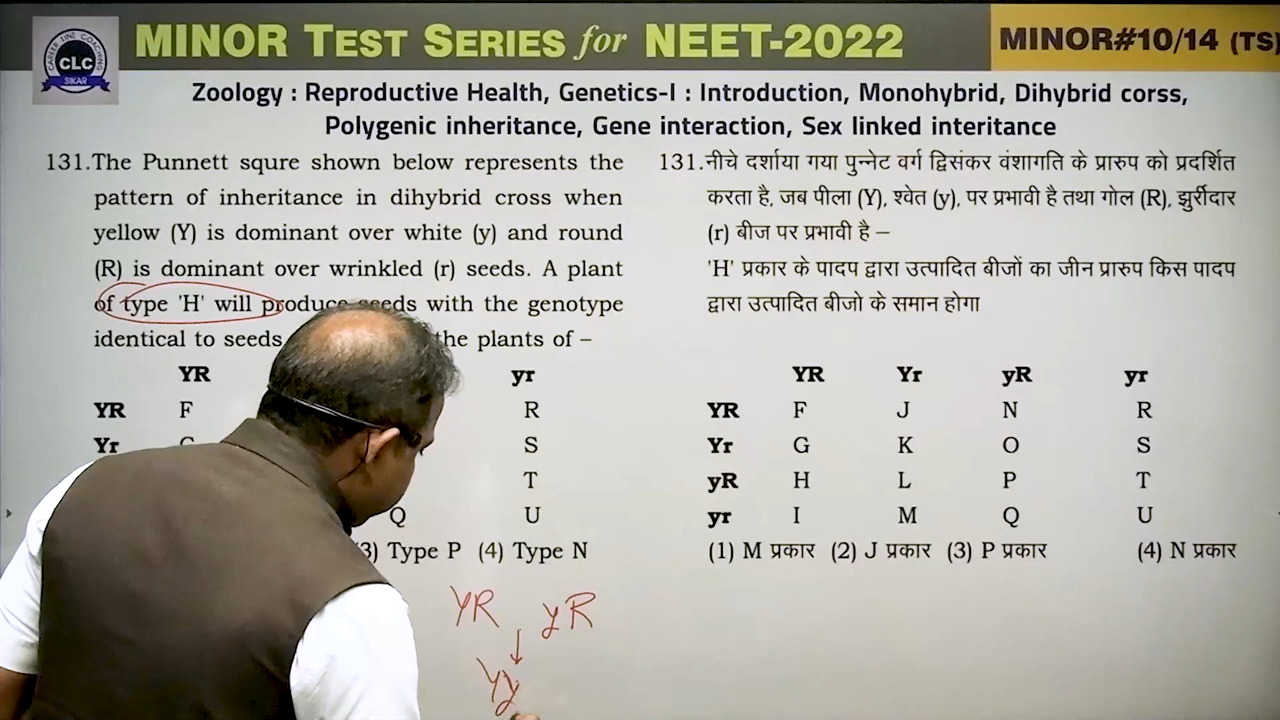 CAREER LINE COACHING
CLC
SIKAR
MINOR TEST SERIES for NEET-2022
MINOR#10/14 (TS)
Zoology : Reproductive Health, Genetics-I : Introduction, Monohybrid, Dihybrid corss,
Polygenic inheritance, Gene interaction, Sex linked interitance
131.The Punnett squre shown below represents the
pattern of inheritance in dihybrid cross when
yellow (Y) is dominant over white (y) and round
(R) is dominant over wrinkled (r) seeds. A plant
of type 'H' will produce seeds with the genotype
identical to seeds the plants of –
YR yr
YR F R
Yr G S
T
Q U
(3) Type P (4) Type N
131.नीचे दर्शाया गया पुन्नेट वर्ग द्विसंकर वंशागति के प्रारुप को प्रदर्शित
करता है, जब पीला (Y), श्वेत (y), पर प्रभावी है तथा गोल (R), झुर्रीदार
(r) बीज पर प्रभावी है –
'H' प्रकार के पादप द्वारा उत्पादित बीजों का जीन प्रारुप किस पादप
द्वारा उत्पादित बीजो के समान होगा
YR Yr yR yr
YR F J N R
Yr G K O S
yR H L P T
yr I M Q U
(1) M प्रकार (2) J प्रकार (3) P प्रकार (4) N प्रकार
YR yR
Yy